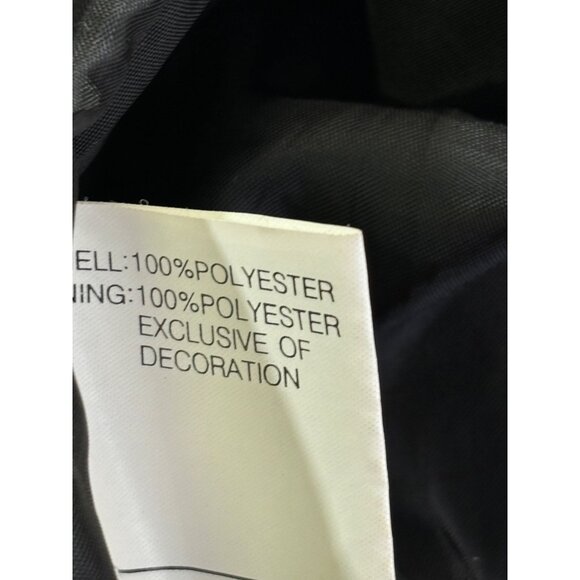 ELL:100%POLYESTER
NING:100%POLYESTER
EXCLUSIVE OF
DECORATION